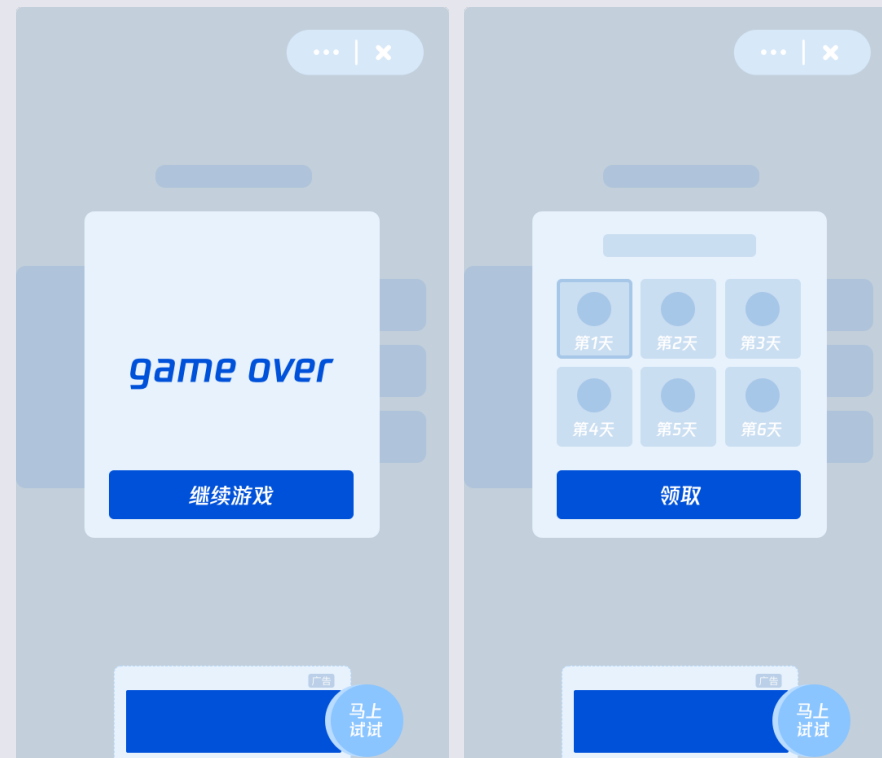 game over
继续游戏
广告
马上
试试
第1天
第2天
第3天
第4天
第5天
第6天
领取
广告
马上
试试